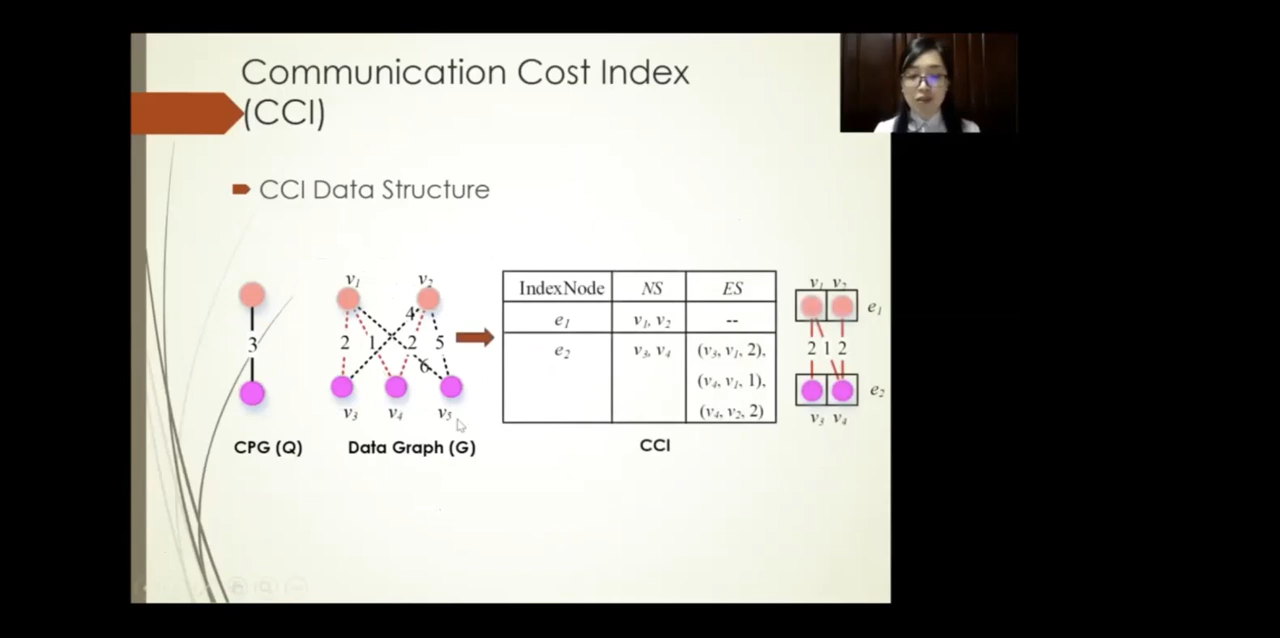 Communication Cost Index
(CCI)
CCI Data Structure
3
CPG (Q)
v1 v2
4
2 1 2 5
6
v3 v4 v5
Data Graph (G)
IndexNode NS ES
e1 v1, v2 --
e2 v3, v4 (v3, v1, 2),
(v4, v1, 1),
(v4, v2, 2)
CCI
v1 v2
e1
2 1 2
e2
v3 v4